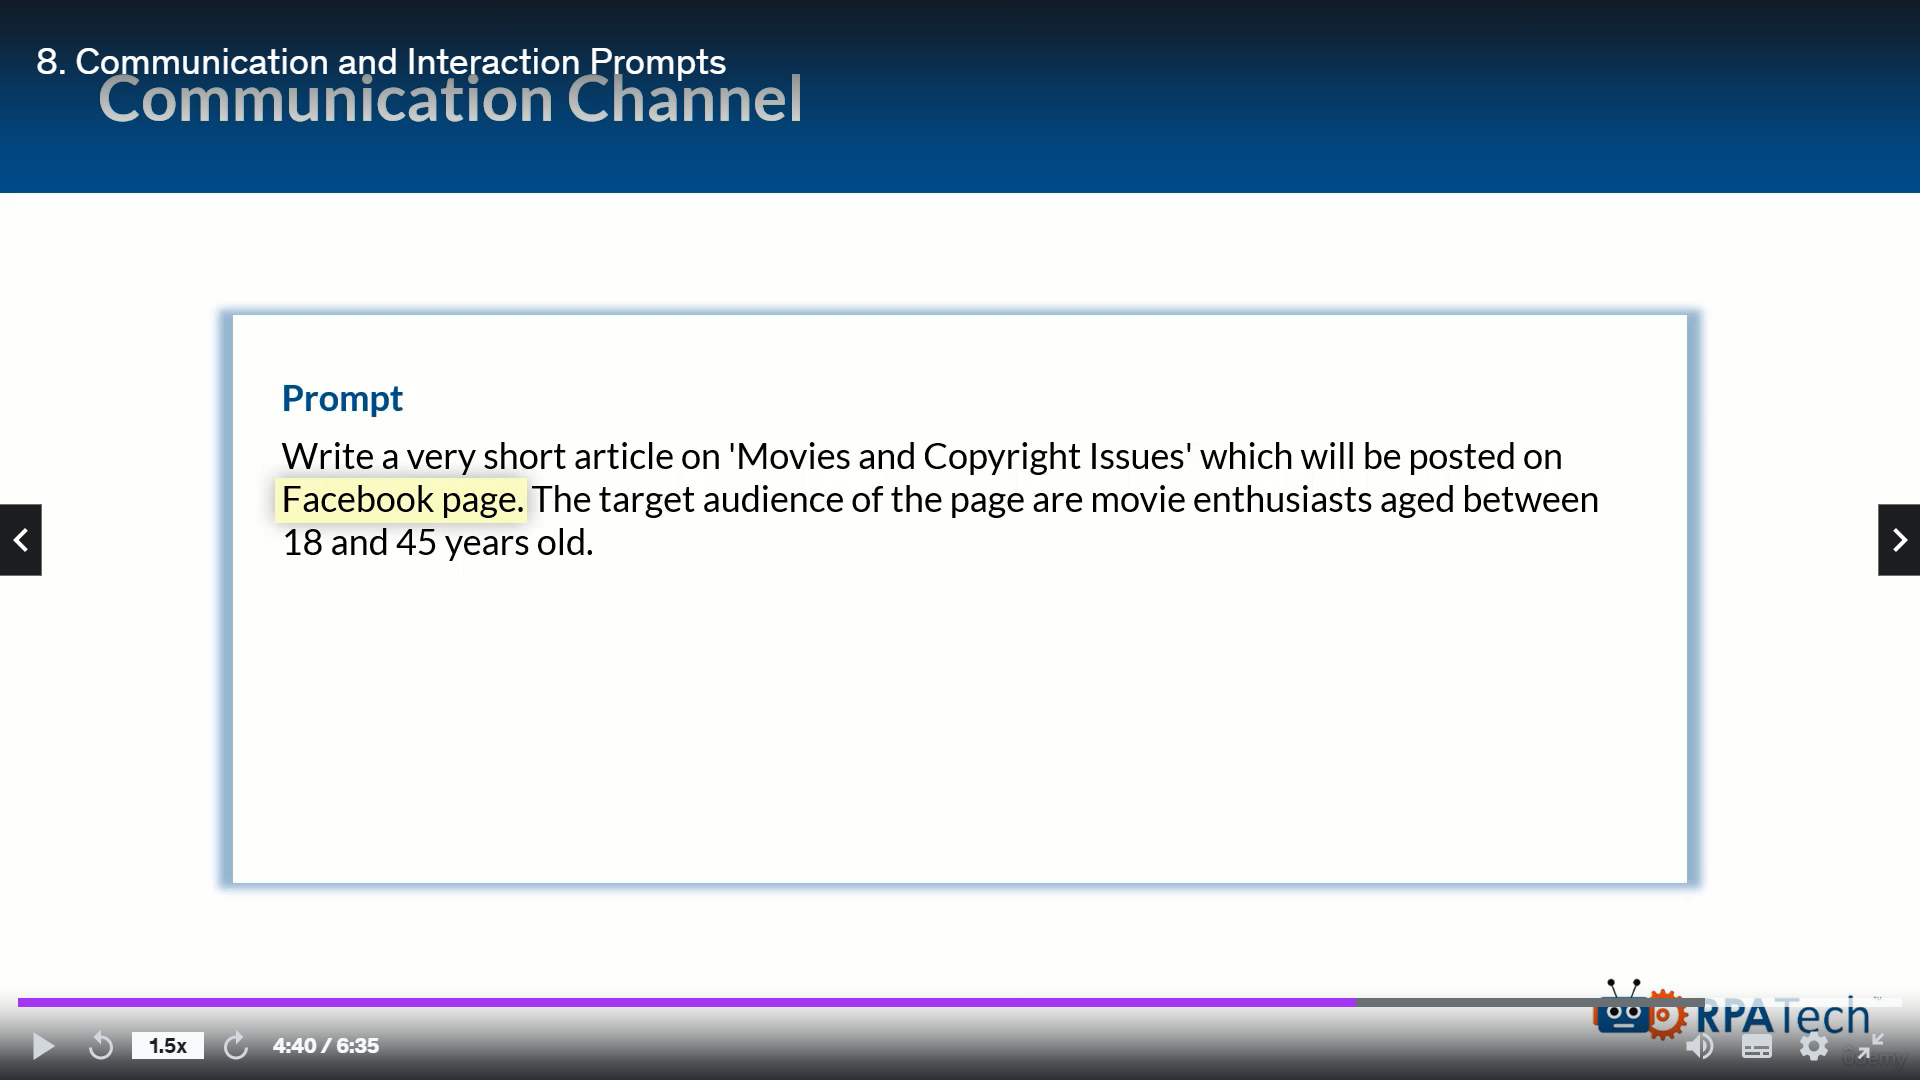 8. Communication and Interaction Prompts
Communication Channel
Prompt
Write a very short article on 'Movies and Copyright Issues' which will be posted on
Facebook page. The target audience of the page are movie enthusiasts aged between
18 and 45 years old.
RPATech
1.5x
4:40 / 6:35
Udemy